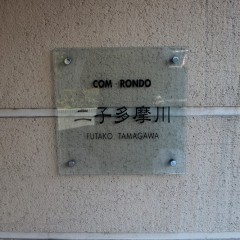 COM RONDO
二子多摩川
FUTAKO TAMAGAWA